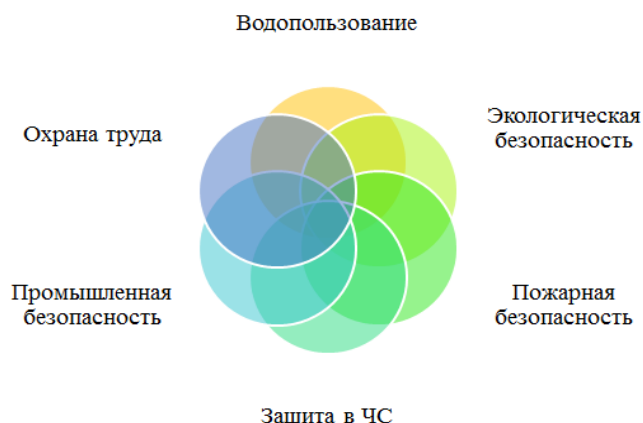 Водопользование
Экологическая
безопасность
Охрана труда
Промышленная
безопасность
Пожарная
безопасность
Зашита в ЧС